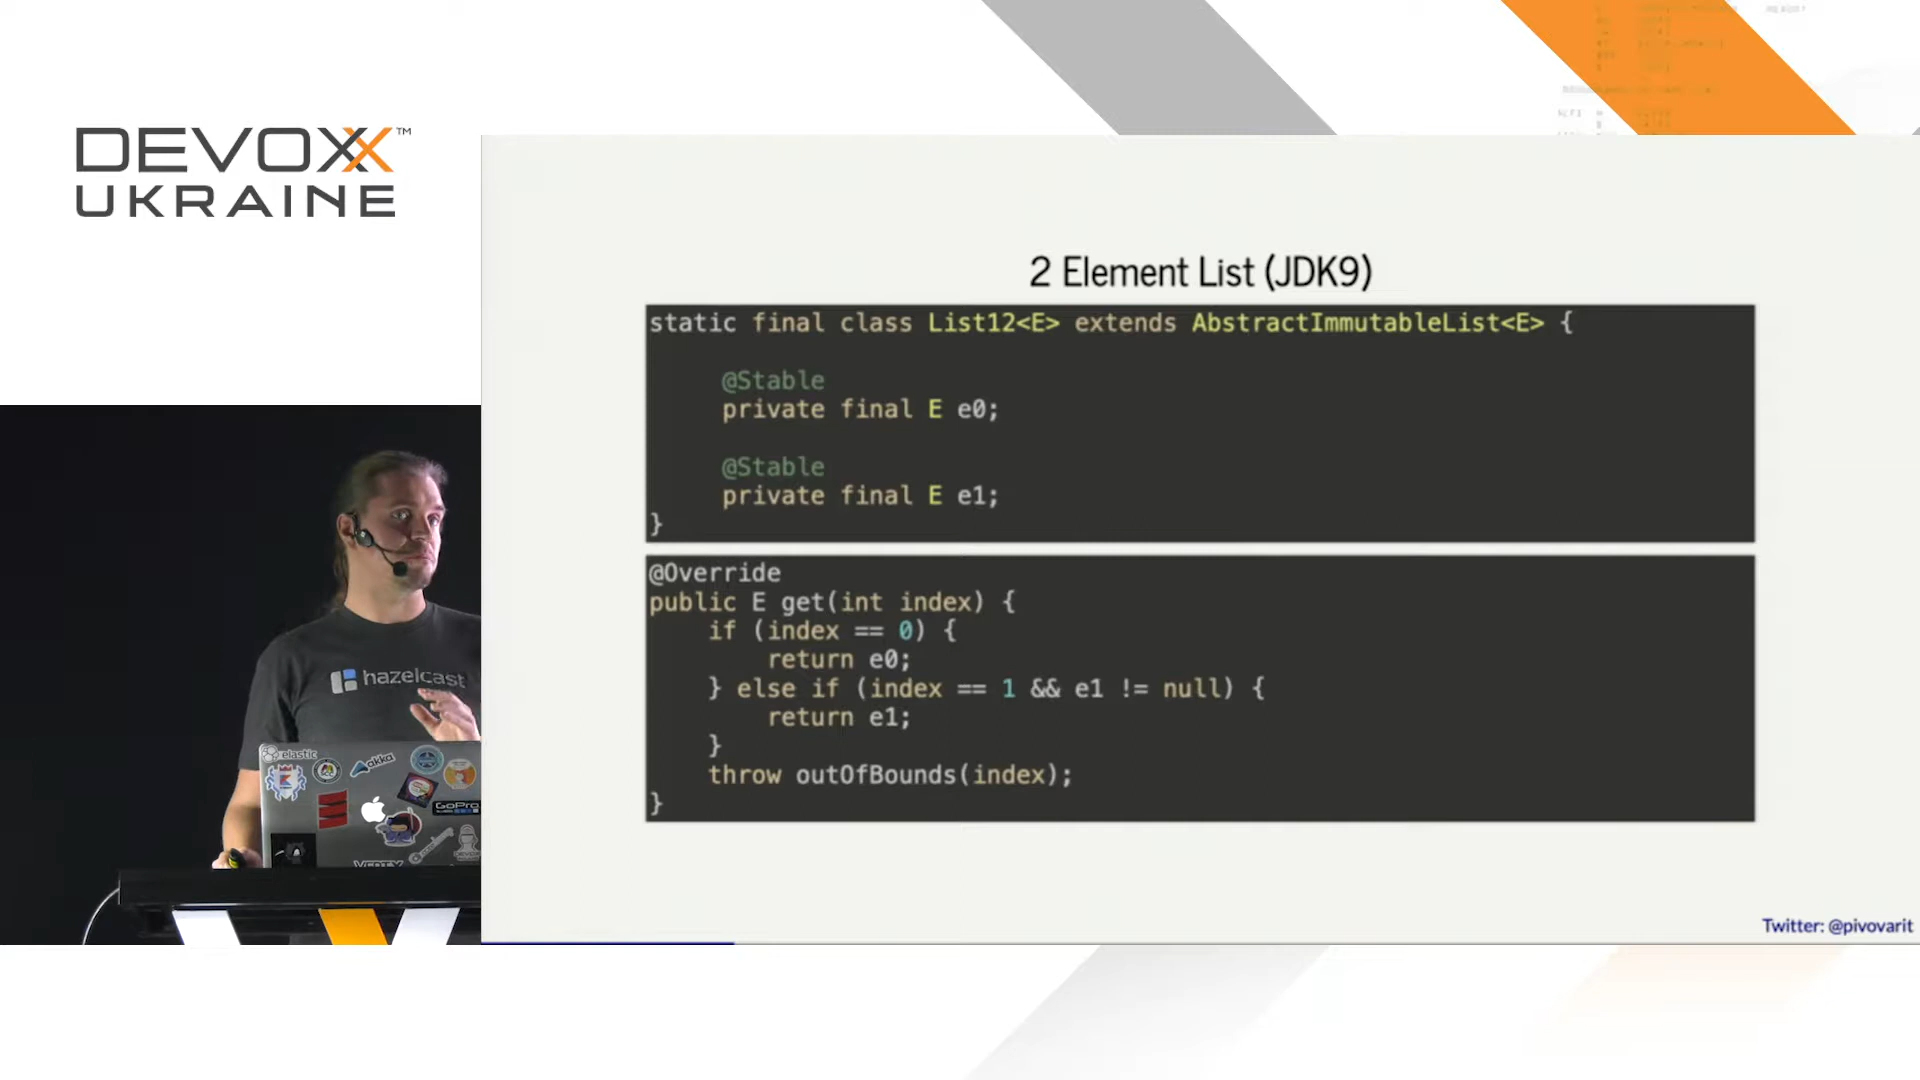 DEVOXX™
UKRAINE
2 Element List (JDK9)
static final class List12<E> extends AbstractImmutableList<E> {
@Stable
private final E e0;
@Stable
private final E e1;
}
@Override
public E get(int index) {
if (index == 0) {
return e0;
} else if (index == 1 && e1 != null) {
return e1;
}
throw outOfBounds(index);
}
Twitter: @pivovarit
hazelcast
elastic
akka
GoPro
VERTX